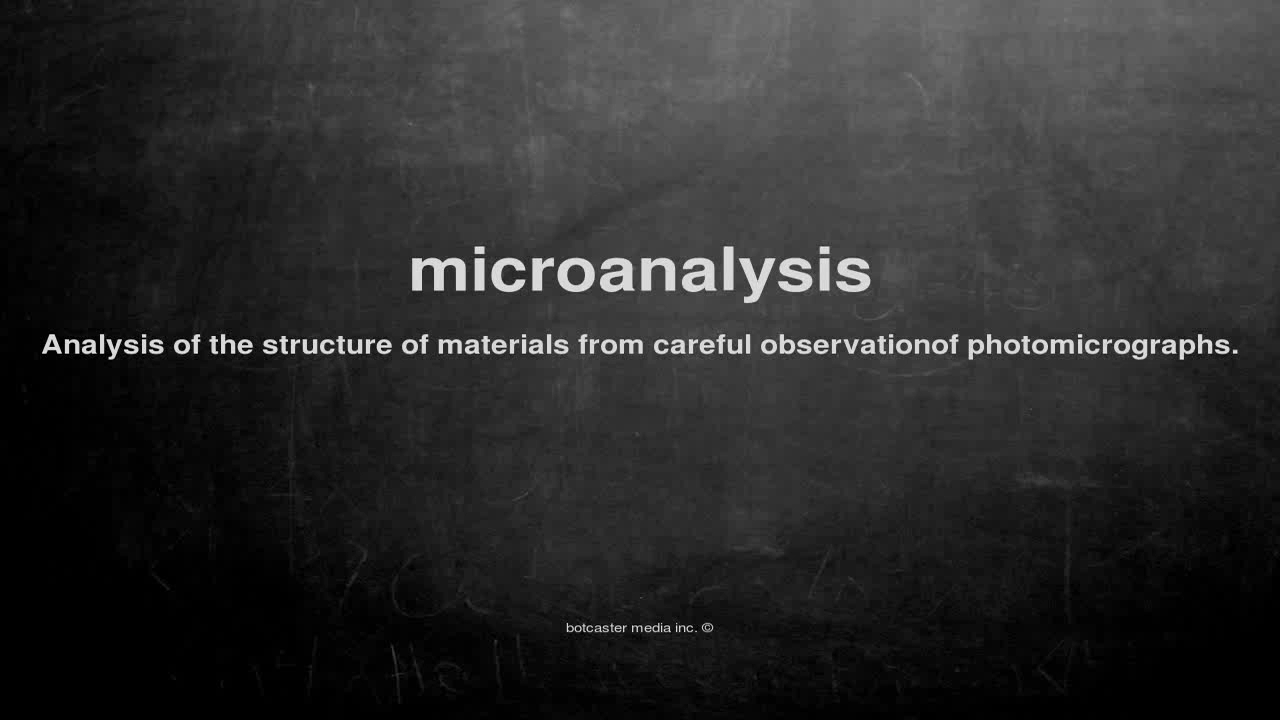 microanalysis
Analysis of the structure of materials from careful observationof photomicrographs.
botcaster media inc. ©